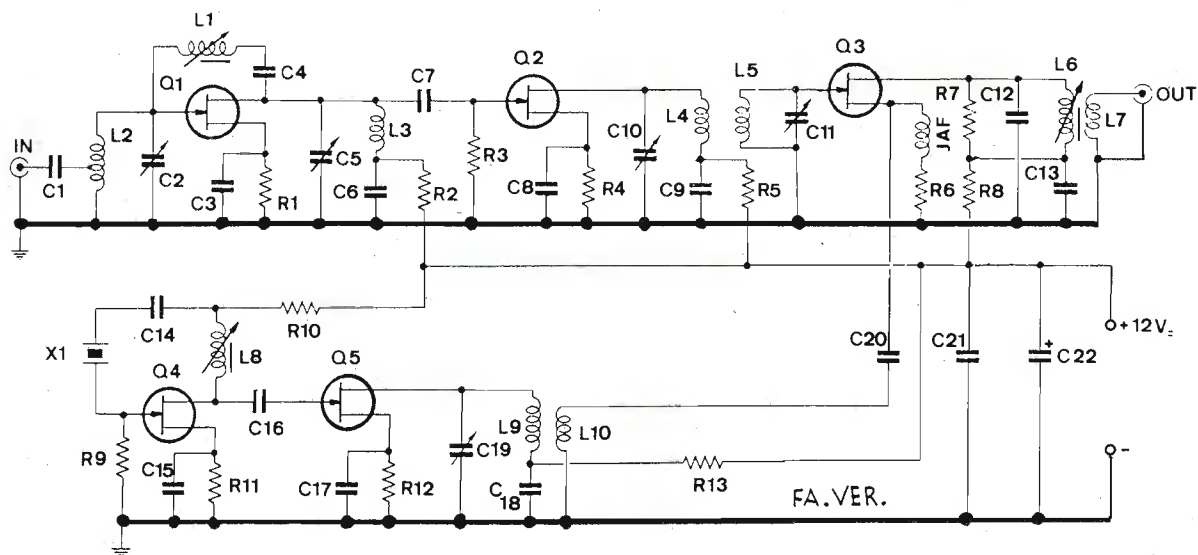 L1
Q1
C4
C7
Q2
L5
Q3
L6
IN
L2
C1
C2
C3
R1
C5
L3
C6
R2
R3
C8
R4
C10
L4
C9
R5
C11
JAF
R6
R7
R8
C12
C13
L7
OUT
C14
R10
X1
L8
Q4
Q5
C16
R9
C15
R11
C17
R12
C19
L9
L10
C18
R13
C20
C21
C22
+
+12V=
-
FA.VER.